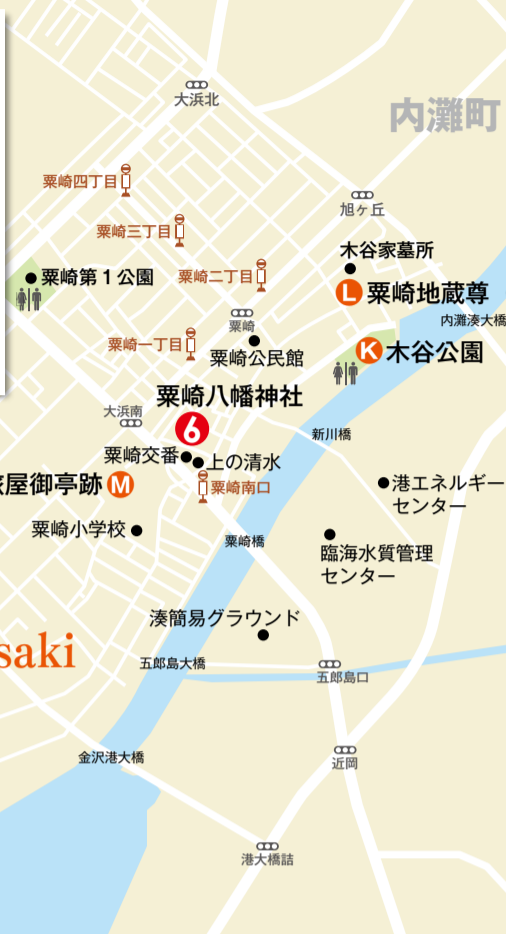 大浜北
内灘町
粟崎四丁目
旭ヶ丘
粟崎三丁目
木谷家墓所
粟崎第1公園
粟崎二丁目
L 粟崎地蔵尊
粟崎
内灘湊大橋
粟崎一丁目
粟崎公民館
K 木谷公園
粟崎八幡神社
大浜南
6
新川橋
粟崎交番
上の清水
屋御亭跡 M
粟崎南口
港エネルギー
センター
粟崎小学校
粟崎橋
臨海水質管理
センター
湊簡易グラウンド
saki
五郎島大橋
五郎島口
金沢港大橋
近岡
港大橋詰